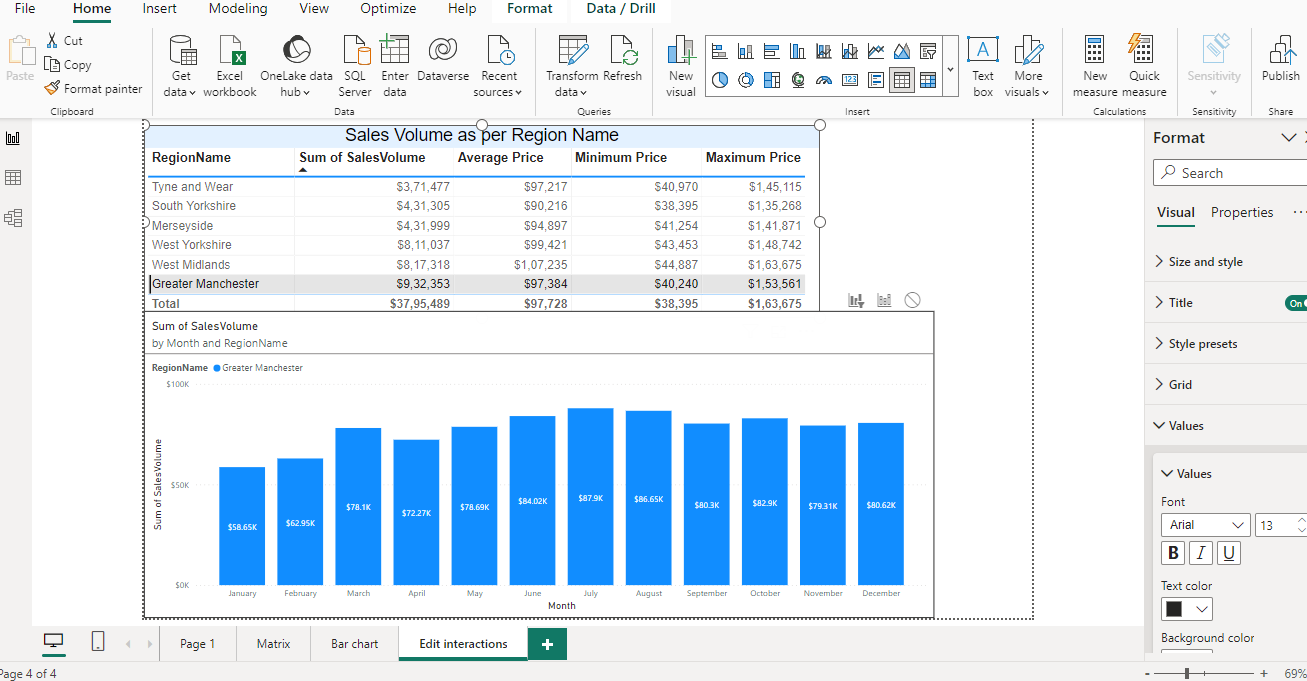 File Home Insert Modeling View Optimize Help Format Data / Drill
Paste
Cut
Copy
Format painter
Clipboard
Get data
Excel workbook
OneLake data hub
SQL Server
Enter data
Dataverse
Recent sources
Data
Transform data
Refresh
Queries
New visual
123
A
Text box
More visuals
Insert
New measure
Quick measure
Calculations
Sensitivity
Sensitivity
Publish
Share
Sales Volume as per Region Name
RegionName Sum of SalesVolume Average Price Minimum Price Maximum Price
Tyne and Wear $3,71,477 $97,217 $40,970 $1,45,115
South Yorkshire $4,31,305 $90,216 $38,395 $1,35,268
Merseyside $4,31,999 $94,897 $41,254 $1,41,871
West Yorkshire $8,11,037 $99,421 $43,453 $1,48,742
West Midlands $8,17,318 $1,07,235 $44,887 $1,63,675
Greater Manchester $9,32,353 $97,384 $40,240 $1,53,561
Total $37,95,489 $97,728 $38,395 $1,63,675
Sum of SalesVolume
by Month and RegionName
RegionName Greater Manchester
$100K
$50K
$0K
Sum of SalesVolume
$58.65K $62.95K $78.1K $72.27K $78.69K $84.02K $87.9K $86.65K $80.3K $82.9K $79.31K $80.62K
January February March April May June July August September October November December
Month
Format
Search
Visual Properties ...
Size and style
Title On
Style presets
Grid
Values
Values
Font
Arial 13
B I U
Text color
Background color
Page 1 Matrix Bar chart Edit interactions +
Page 4 of 4
- + 69%